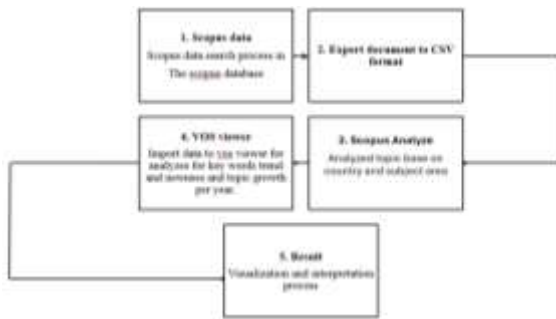 1. Scopus data
Scopus data search process in
The scopus database
2. Export document to CSV
format
3. Scopus Analyze
Analyzed topic base on
country and subject area
4. VOS viewer
Import data to vos viewer for
analyzes for key words trend
and newness and topic growth
per year.
5. Result
Visualization and interpretation
process